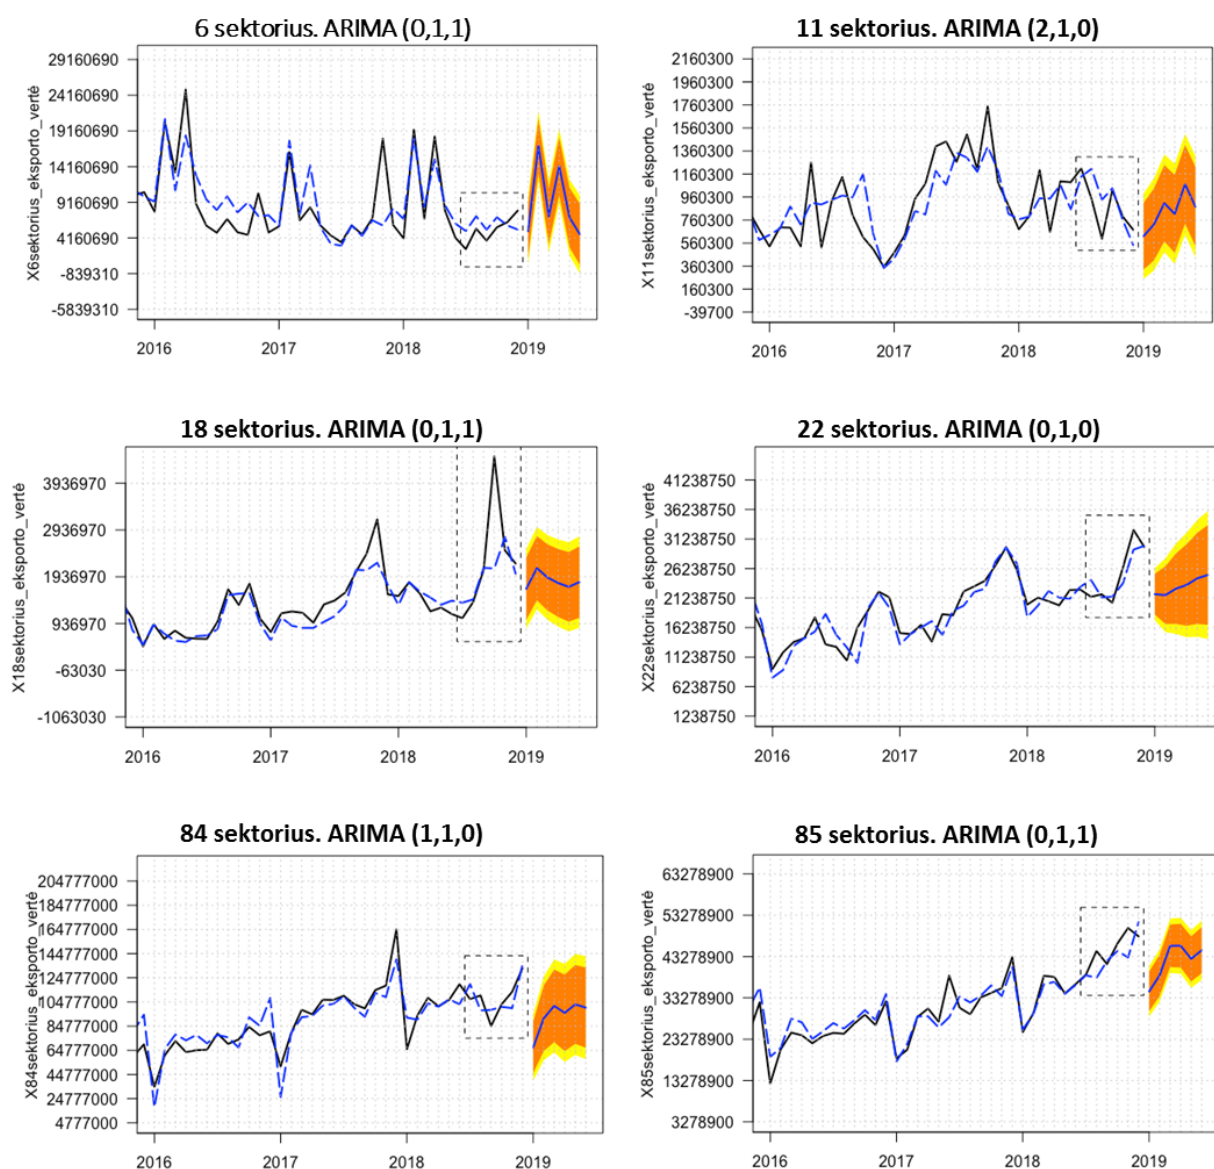 6 sektorius. ARIMA (0,1,1)
X6sektorius_eksporto_vertė
29160690
24160690
19160690
14160690
9160690
4160690
-839310
-5839310
2016 2017 2018 2019
11 sektorius. ARIMA (2,1,0)
X11sektorius_eksporto_vertė
2160300
1960300
1760300
1560300
1360300
1160300
960300
760300
560300
360300
160300
-39700
2016 2017 2018 2019
18 sektorius. ARIMA (0,1,1)
X18sektorius_eksporto_vertė
3936970
2936970
1936970
936970
-63030
-1063030
2016 2017 2018 2019
22 sektorius. ARIMA (0,1,0)
X22sektorius_eksporto_vertė
41238750
36238750
31238750
26238750
21238750
16238750
11238750
6238750
1238750
2016 2017 2018 2019
84 sektorius. ARIMA (1,1,0)
X84sektorius_eksporto_vertė
204777000
184777000
164777000
144777000
124777000
104777000
84777000
64777000
44777000
24777000
4777000
2016 2017 2018 2019
85 sektorius. ARIMA (0,1,1)
X85sektorius_eksporto_vertė
63278900
53278900
43278900
33278900
23278900
13278900
3278900
2016 2017 2018 2019